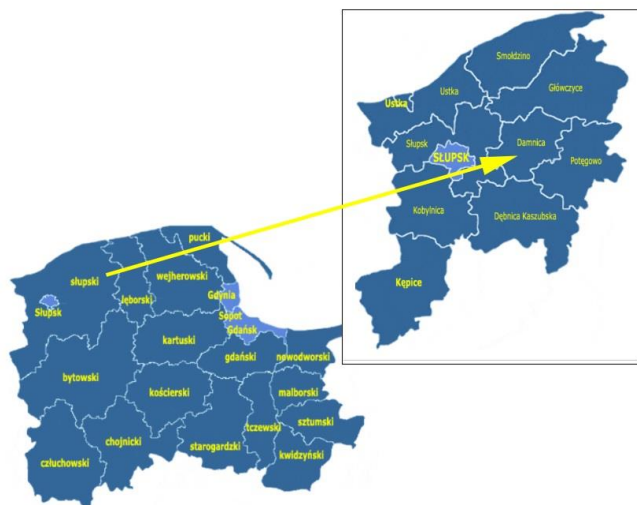 Smołdzino
Ustka
Główczyce
Ustka
Słupsk
SŁUPSK
Damnica
Potęgowo
Kobylnica
Dębnica Kaszubska
Kępice
pucki
słupski
wejherowski
lęborski
Gdynia
Słupsk
Sopot
Gdańsk
kartuski
gdański
nowodworski
bytowski
kościerski
malborski
sztumski
tczewski
chojnicki
starogardzki
człuchowski
kwidzyński